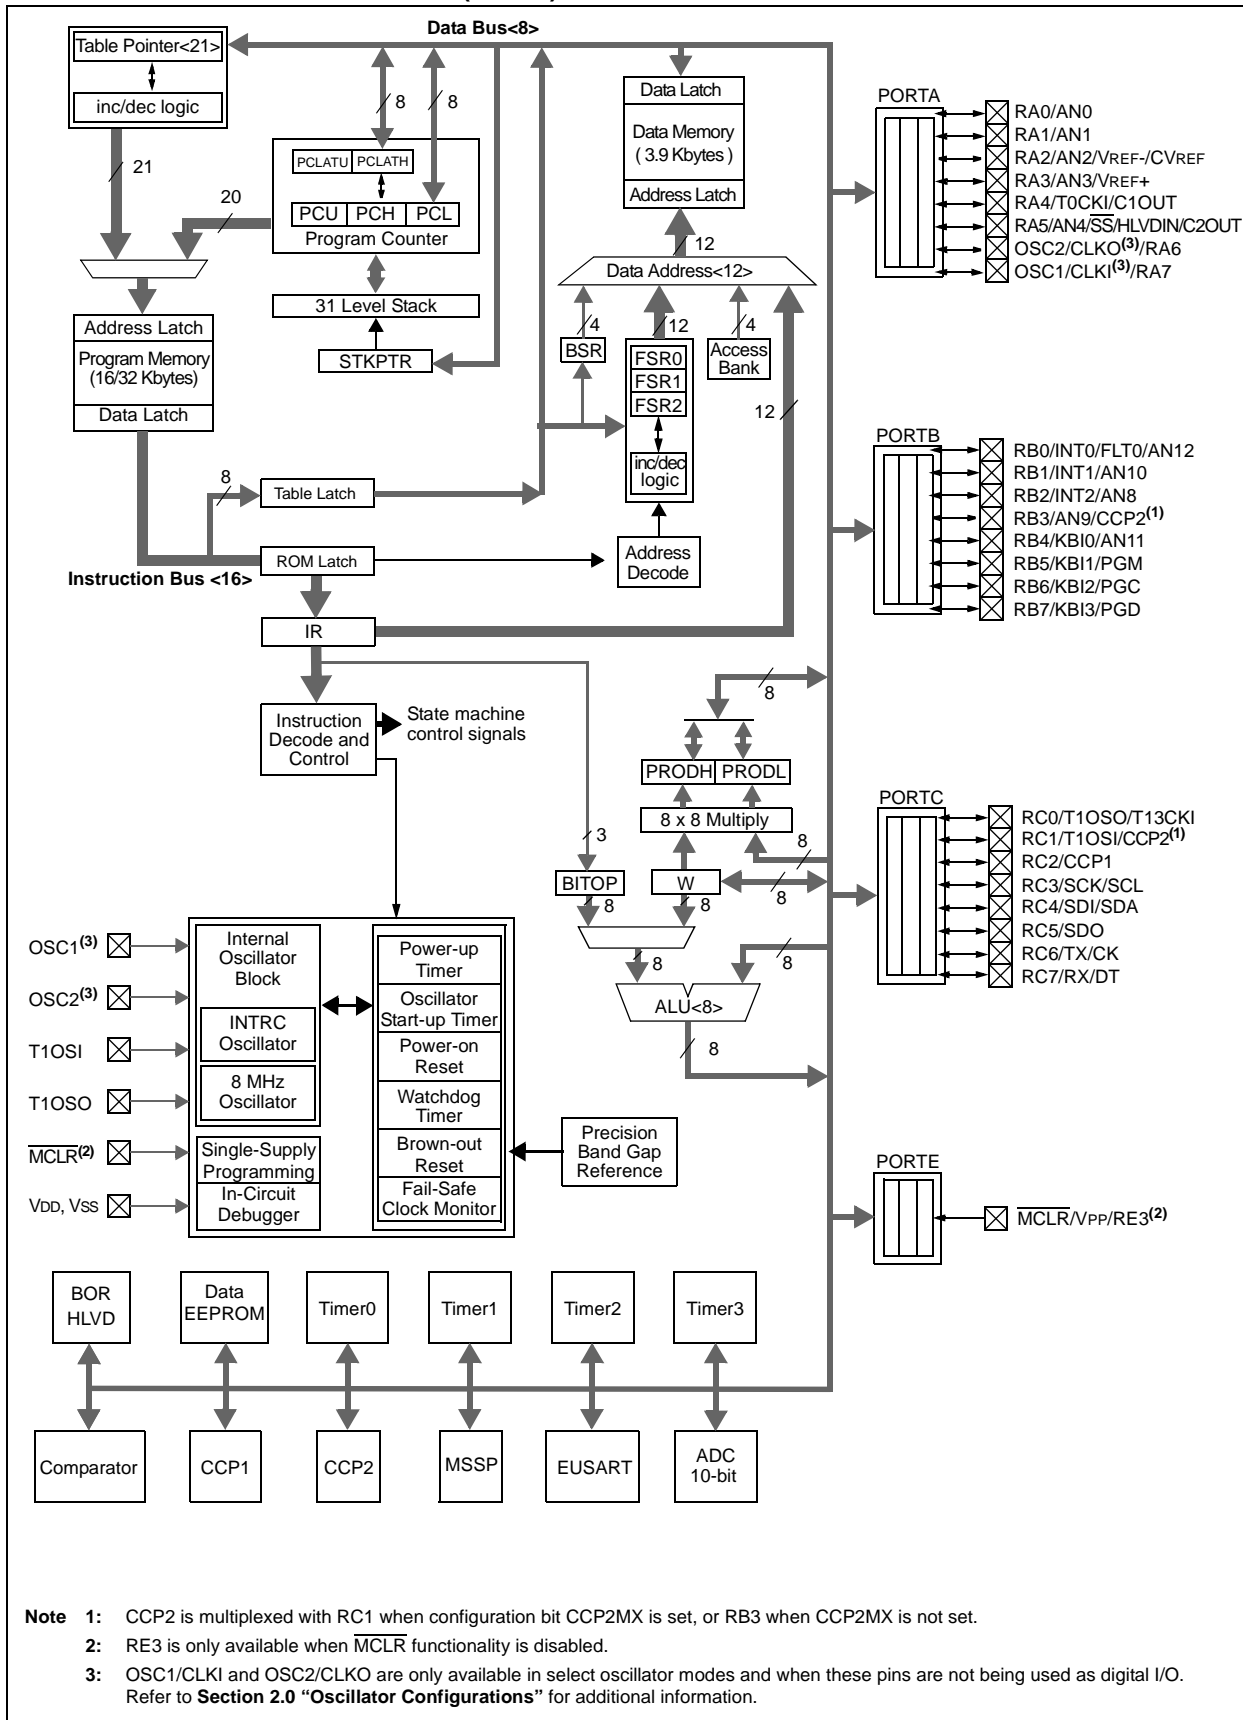 Data Bus<8>
Table Pointer<21>
inc/dec logic
21
20
8
8
PCLATU
PCLATH
PCU
PCH
PCL
Program Counter
31 Level Stack
STKPTR
Data Latch
Data Memory
( 3.9 Kbytes )
Address Latch
12
Data Address<12>
4
12
4
BSR
FSR0
FSR1
FSR2
inc/dec
logic
Access
Bank
12
Address
Decode
Address Latch
Program Memory
(16/32 Kbytes)
Data Latch
8
Table Latch
ROM Latch
Instruction Bus <16>
IR
Instruction
Decode and
Control
State machine
control signals
8
PRODH
PRODL
8 x 8 Multiply
3
8
BITOP
W
8
8
8
8
8
ALU<8>
8
PORTA
RA0/AN0
RA1/AN1
RA2/AN2/VREF-/CVREF
RA3/AN3/VREF+
RA4/T0CKI/C1OUT
RA5/AN4/SS/HLVDIN/C2OUT
OSC2/CLKO(3)/RA6
OSC1/CLKI(3)/RA7
PORTB
RB0/INT0/FLT0/AN12
RB1/INT1/AN10
RB2/INT2/AN8
RB3/AN9/CCP2(1)
RB4/KBI0/AN11
RB5/KBI1/PGM
RB6/KBI2/PGC
RB7/KBI3/PGD
PORTC
RC0/T1OSO/T13CKI
RC1/T1OSI/CCP2(1)
RC2/CCP1
RC3/SCK/SCL
RC4/SDI/SDA
RC5/SDO
RC6/TX/CK
RC7/RX/DT
PORTE
MCLR/VPP/RE3(2)
OSC1(3)
OSC2(3)
T1OSI
T1OSO
MCLR(2)
VDD, VSS
Internal
Oscillator
Block
INTRC
Oscillator
8 MHz
Oscillator
Single-Supply
Programming
In-Circuit
Debugger
Power-up
Timer
Oscillator
Start-up Timer
Power-on
Reset
Watchdog
Timer
Brown-out
Reset
Fail-Safe
Clock Monitor
Precision
Band Gap
Reference
BOR
HLVD
Data
EEPROM
Timer0
Timer1
Timer2
Timer3
Comparator
CCP1
CCP2
MSSP
EUSART
ADC
10-bit
Note 1: CCP2 is multiplexed with RC1 when configuration bit CCP2MX is set, or RB3 when CCP2MX is not set.
2: RE3 is only available when MCLR functionality is disabled.
3: OSC1/CLKI and OSC2/CLKO are only available in select oscillator modes and when these pins are not being used as digital I/O.
Refer to Section 2.0 “Oscillator Configurations” for additional information.